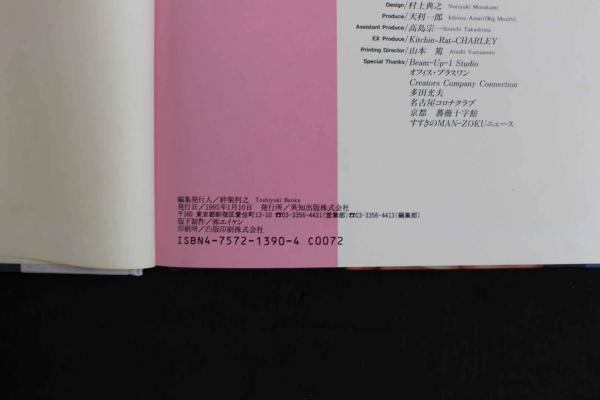 Design/村上典之 Noriyuki Murakami
Produce/天利一郎 Ichirou Amari(Big Mouth)
Assistant Produce/高島宗一 Souichi Takashima
EX Produce/Kitchin-Rat-CHARLEY
Printing Director/山本 篤 Atushi Yamamoto
Special Thanks/Beam-Up-1 Studio
オフィス・プラスワン
Creators Company Connection
多田光夫
名古屋コロナクラブ
京都 薔薇十字館
すすきのMAN-ZOKUニュース
編集発行人/絆架利之 Toshiyuki Banka
発行日/1995年1月10日 発行所/英知出版株式会社
〒160 東京都新宿区愛住町13-10 ☎03-3356-4431(営業部)☎03-3356-4413(編集部)
版下制作/㈱エイケン
印刷所/凸版印刷株式会社
ISBN4-7572-1390-4 C0072